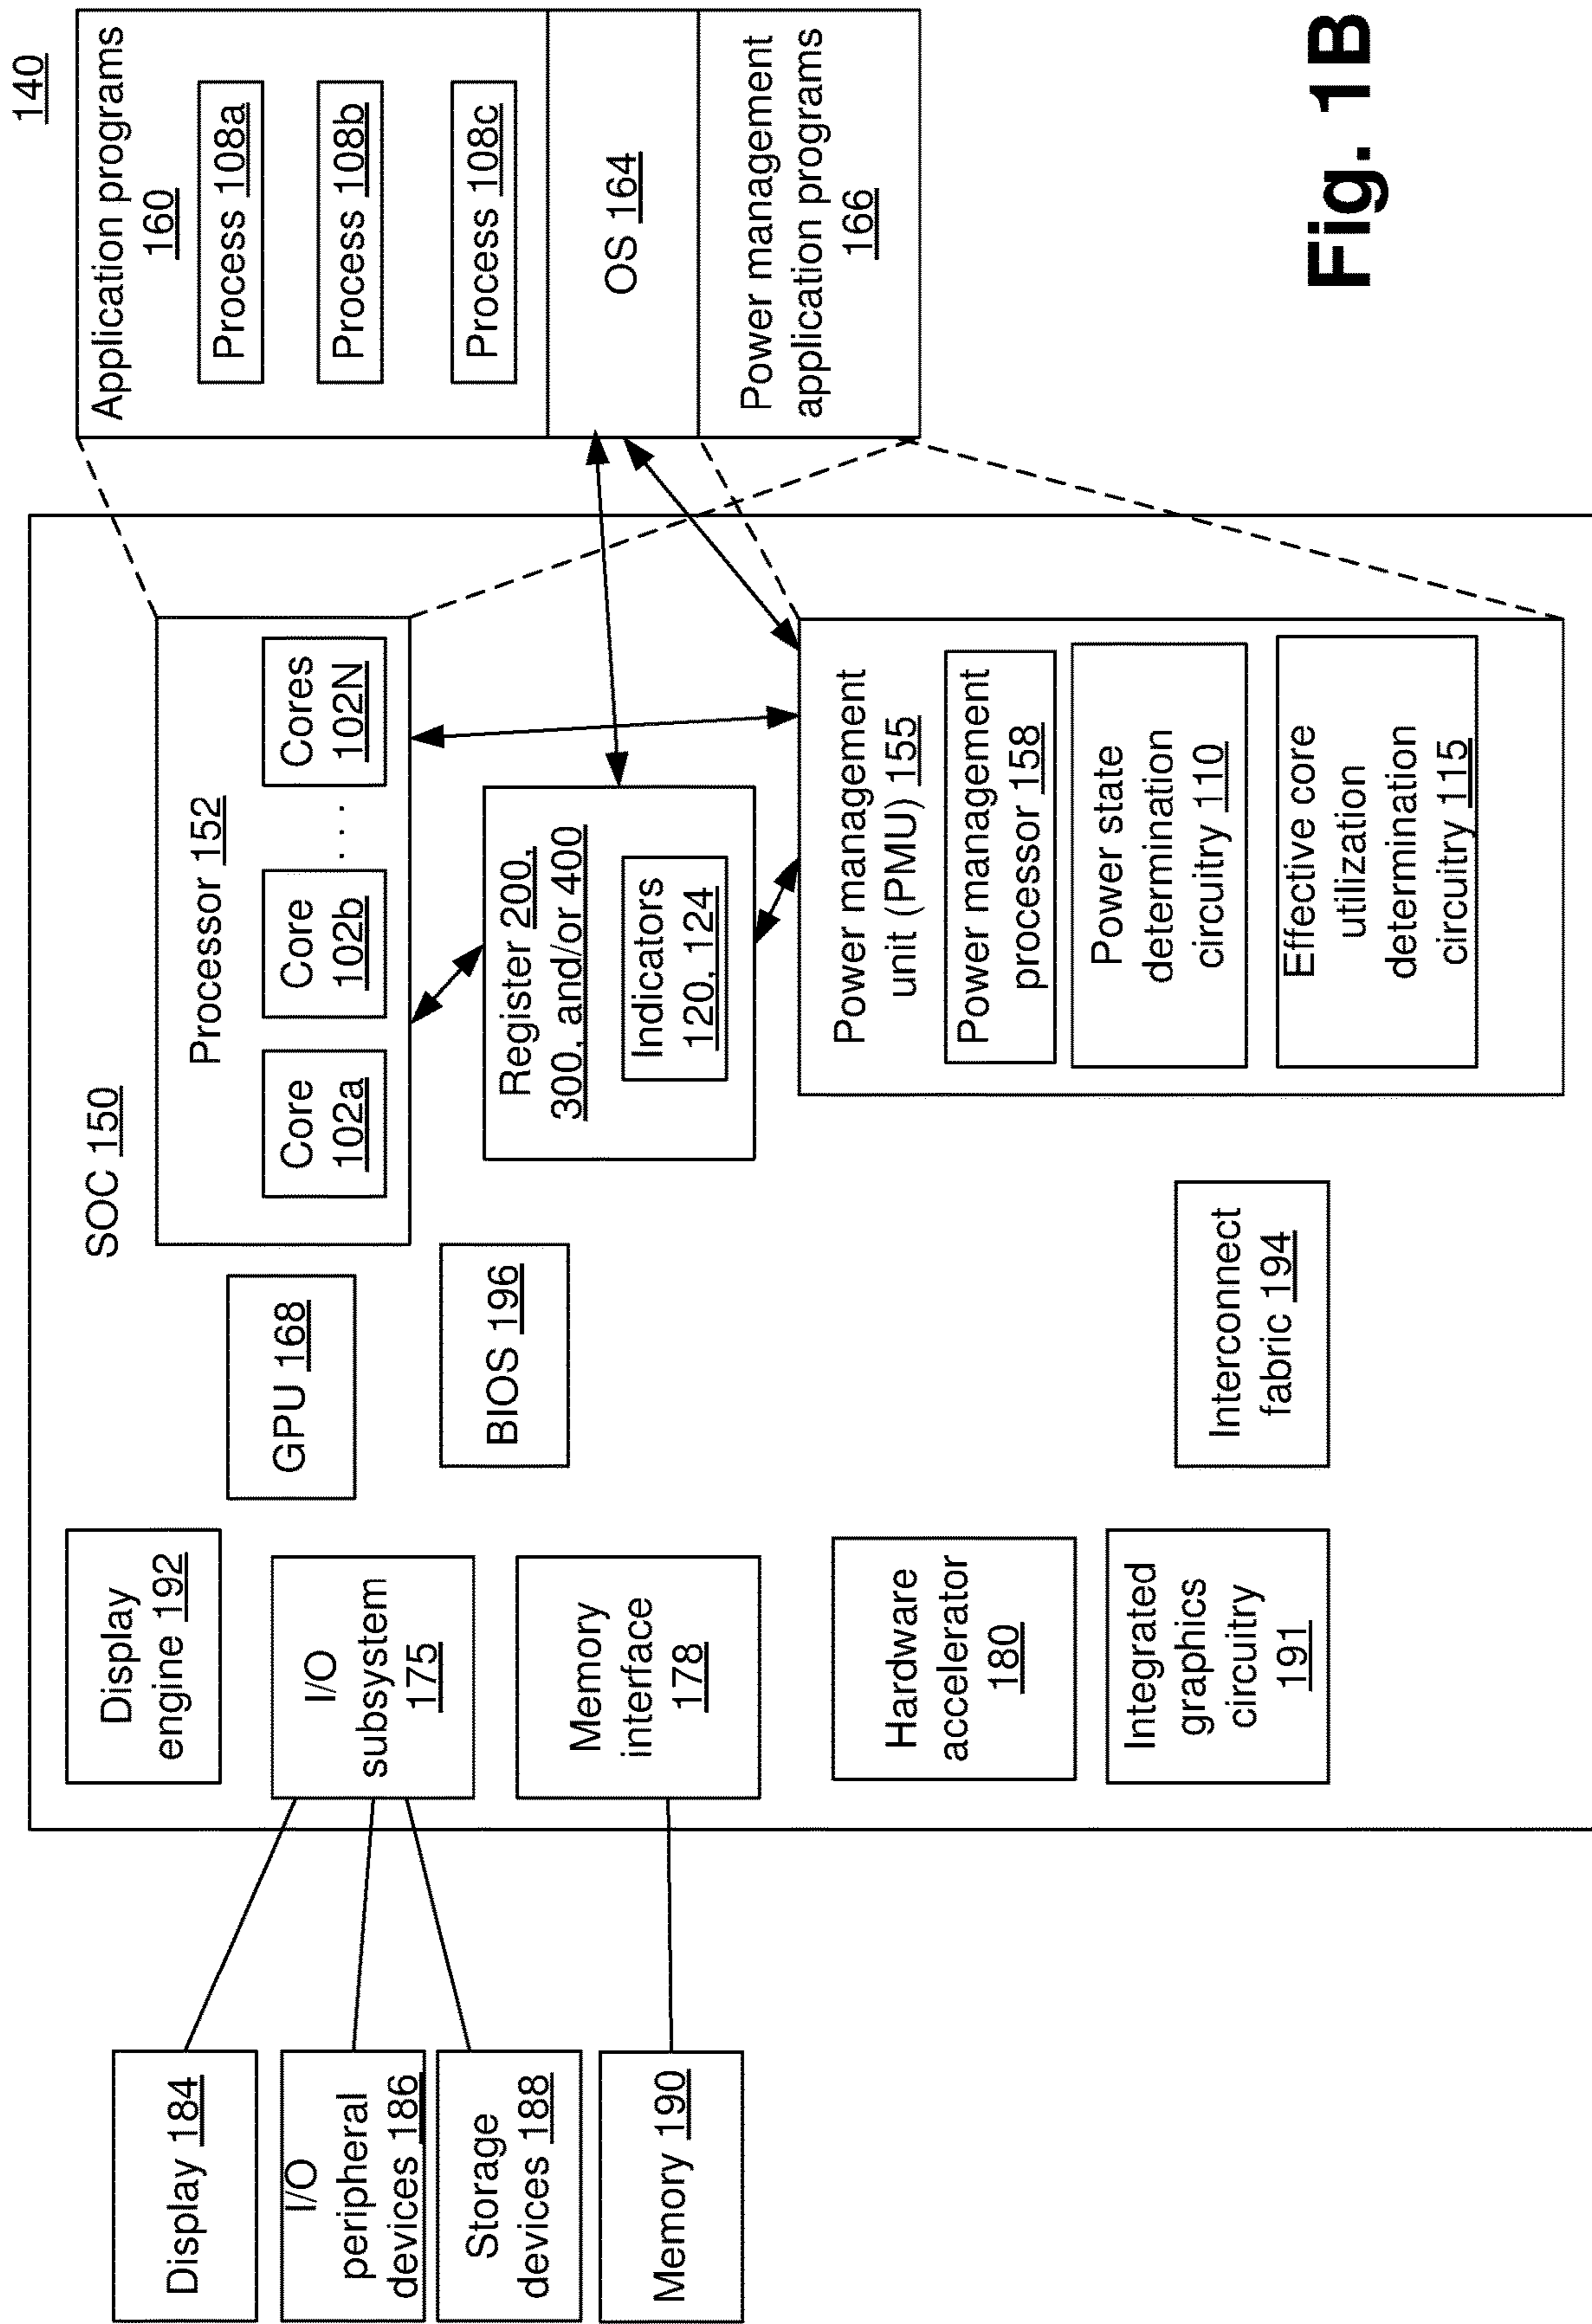 140
SOC 150
Display
engine 192
GPU 168
Processor 152
Core
102a
Core
102b
. . .
Cores
102N
Application programs
160
Process 108a
Process 108b
Process 108c
OS 164
Power management
application programs
166
Display 184
I/O
peripheral
devices 186
Storage
devices 188
Memory 190
I/O
subsystem
175
Memory
interface
178
BIOS 196
Register 200,
300, and/or 400
Indicators
120, 124
Hardware
accelerator
180
Integrated
graphics
circuitry
191
Interconnect
fabric 194
Power management
unit (PMU) 155
Power management
processor 158
Power state
determination
circuitry 110
Effective core
utilization
determination
circuitry 115
Fig. 1B